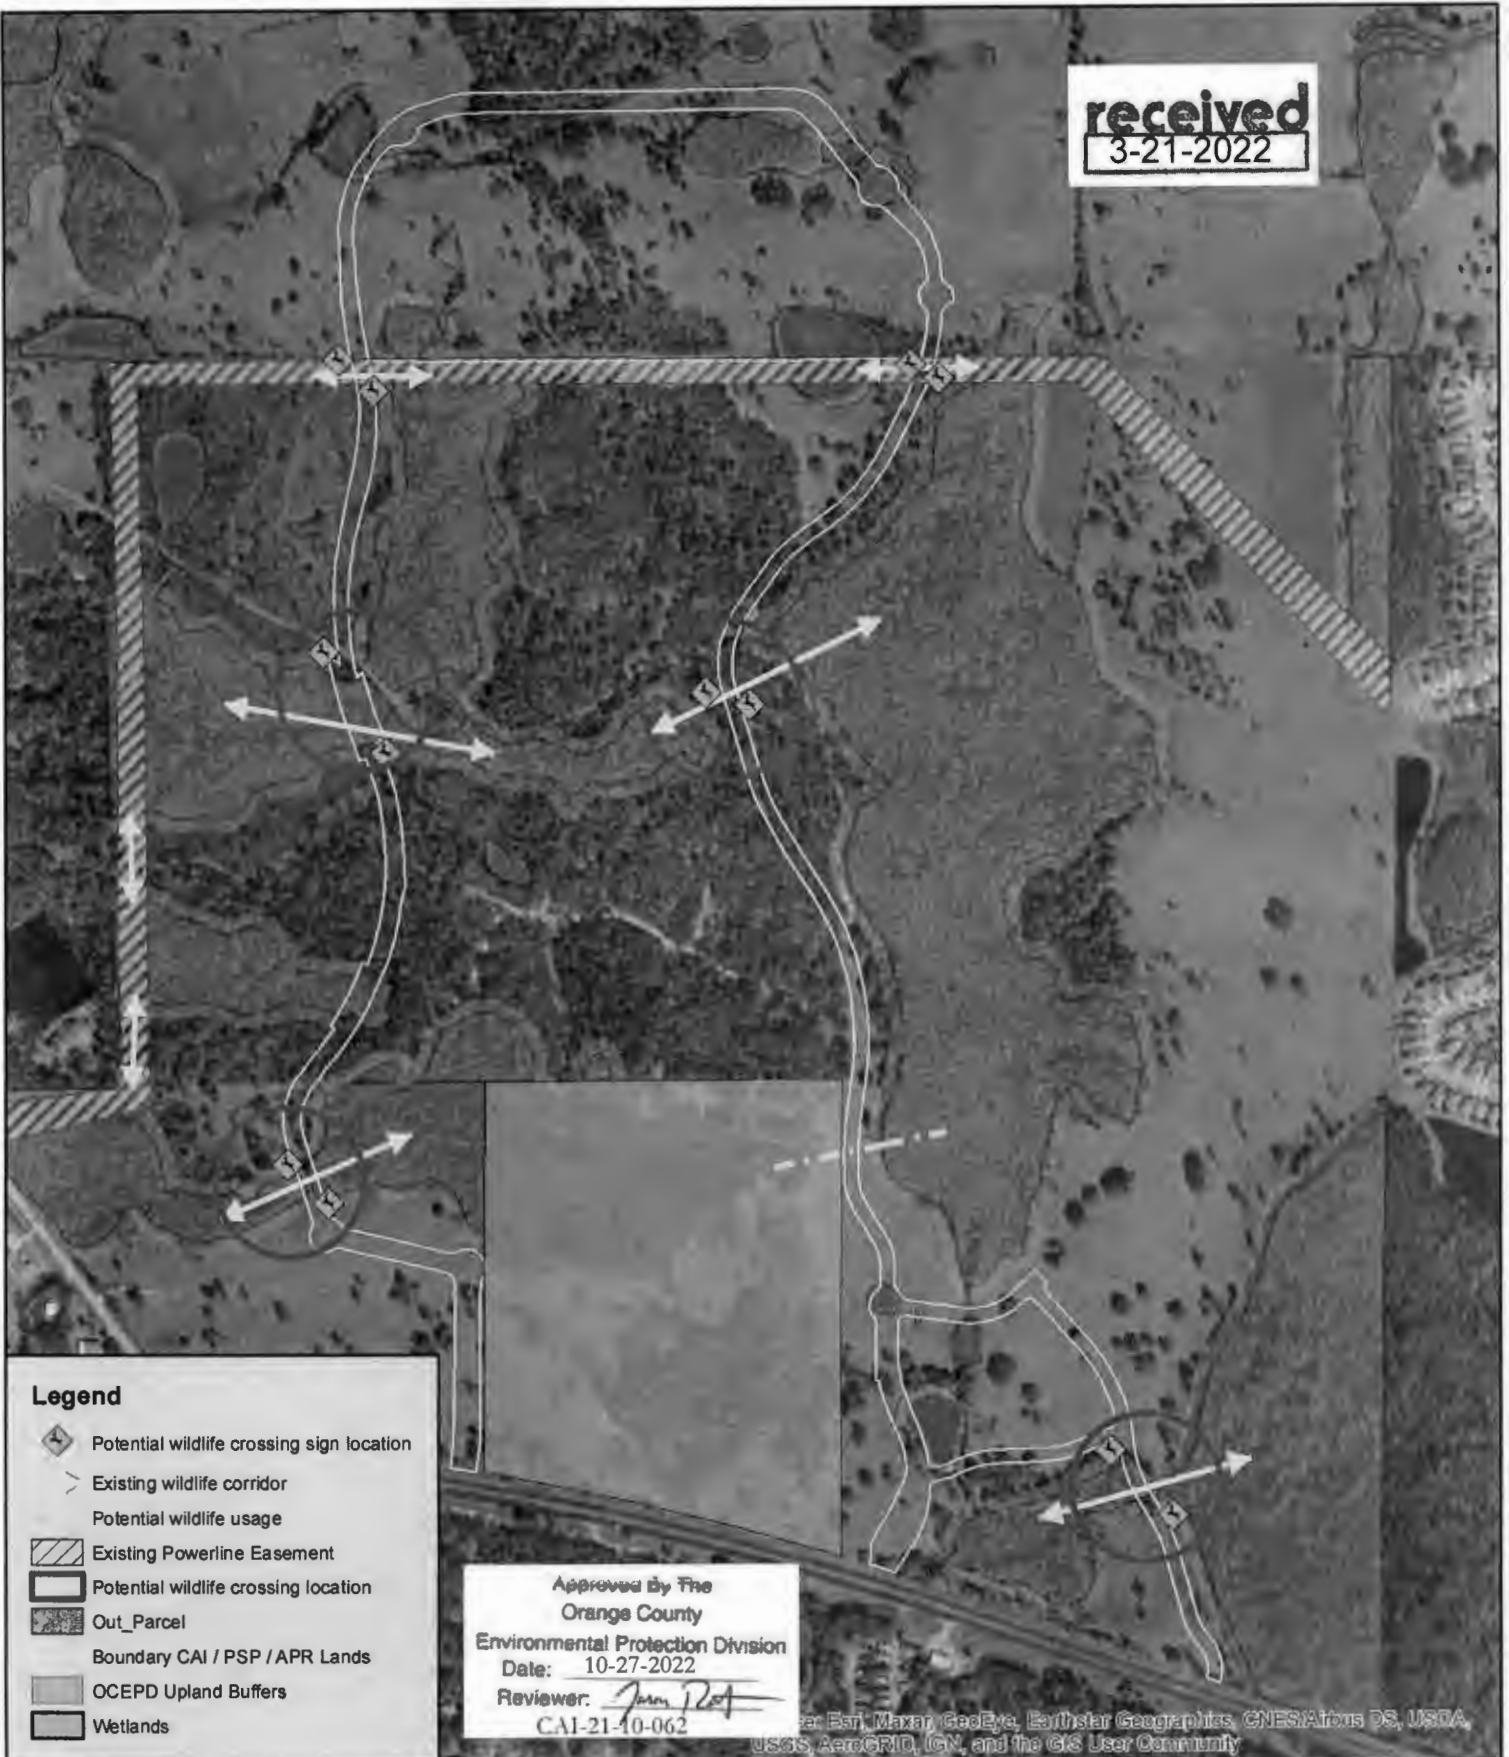 received
3-21-2022
Legend
Potential wildlife crossing sign location
Existing wildlife corridor
Potential wildlife usage
Existing Powerline Easement
Potential wildlife crossing location
Out_Parcel
Boundary CAI / PSP / APR Lands
OCEPD Upland Buffers
Wetlands
Approved By The
Orange County
Environmental Protection Division
Date: 10-27-2022
Reviewer: Jason Root
CAI-21-10-062
Esri, Maxar, GeoEye, Earthstar Geographics, CNES/Airbus DS, USDA,
USGS, AeroGRID, IGN, and the GIS User Community